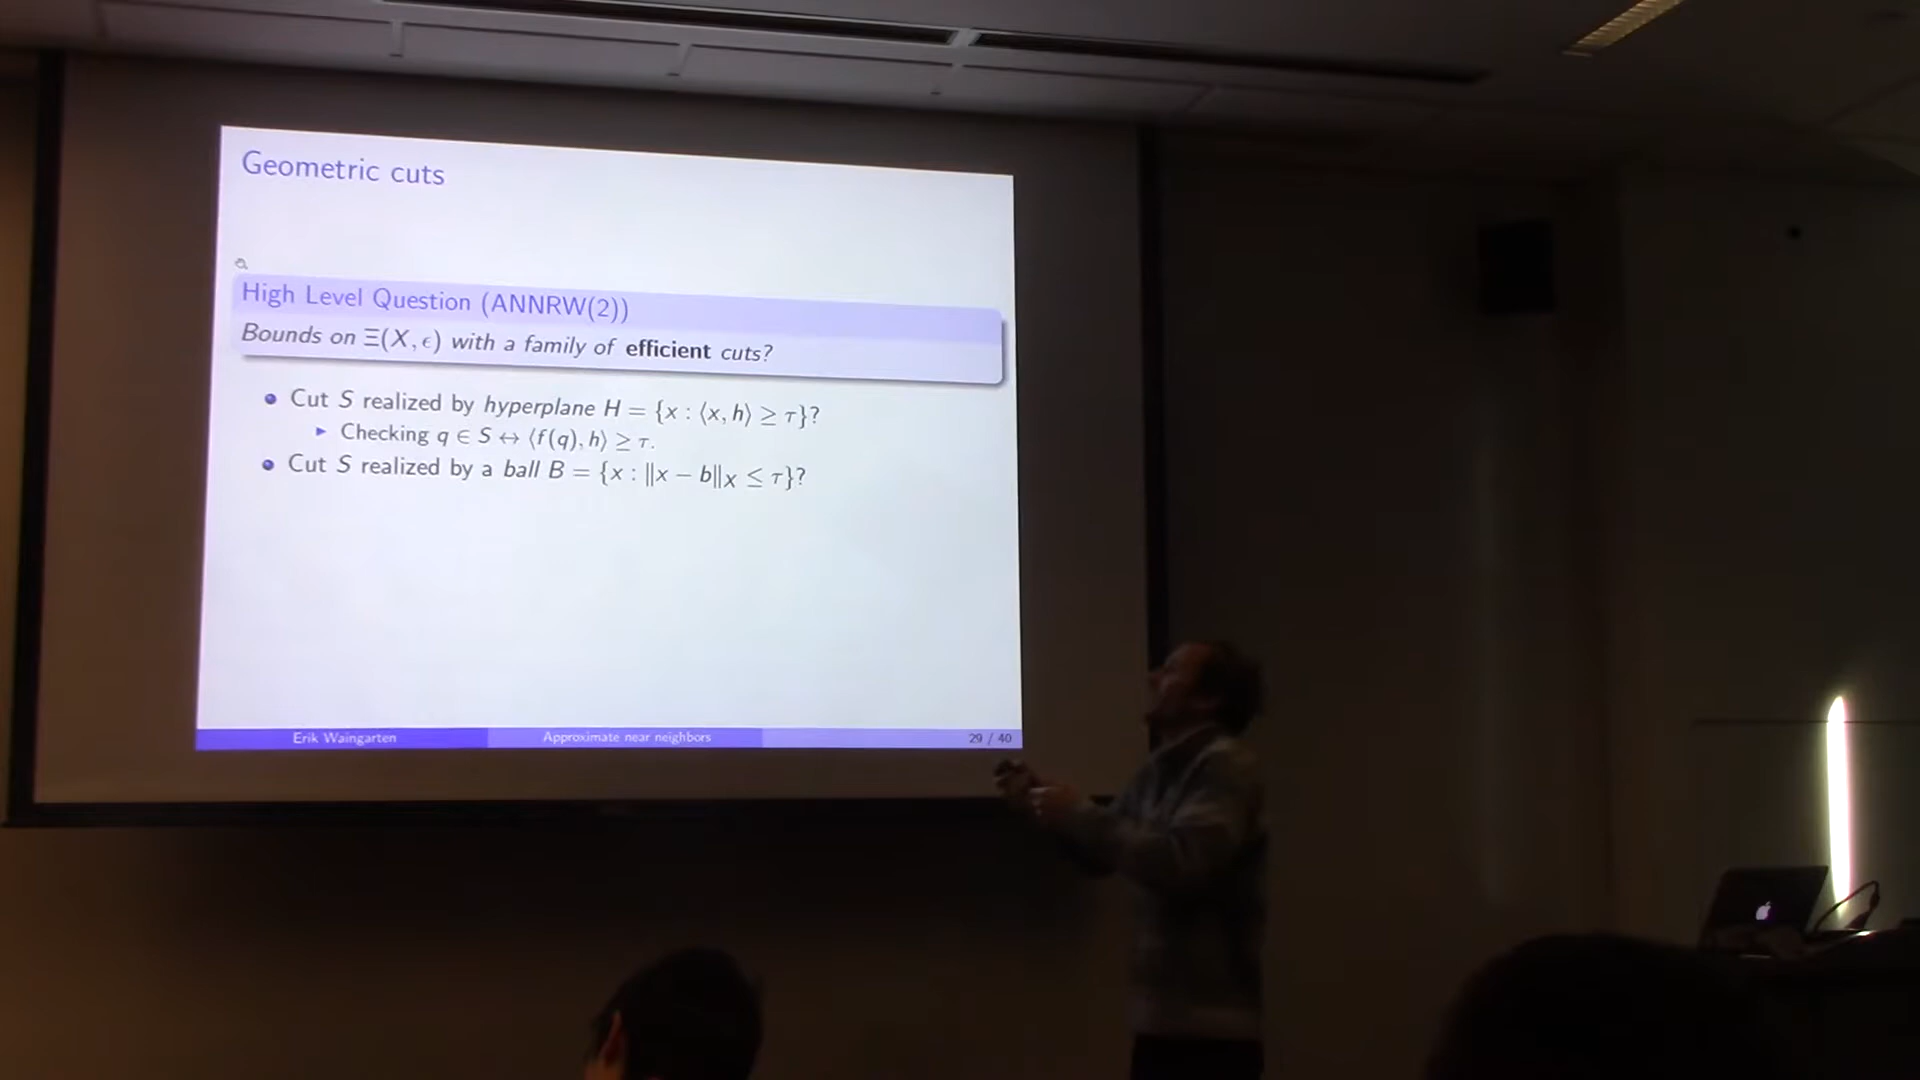 Geometric cuts
High Level Question (ANNRW(2))
Bounds on Ξ(X, ϵ) with a family of efficient cuts?
Cut S realized by hyperplane H = {x : ⟨x, h⟩ ≥ τ}?
Checking q ∈ S ↔ ⟨f(q), h⟩ ≥ τ.
Cut S realized by a ball B = {x : ‖x − b‖X ≤ τ}?
Erik Waingarten
Approximate near neighbors
29 / 40